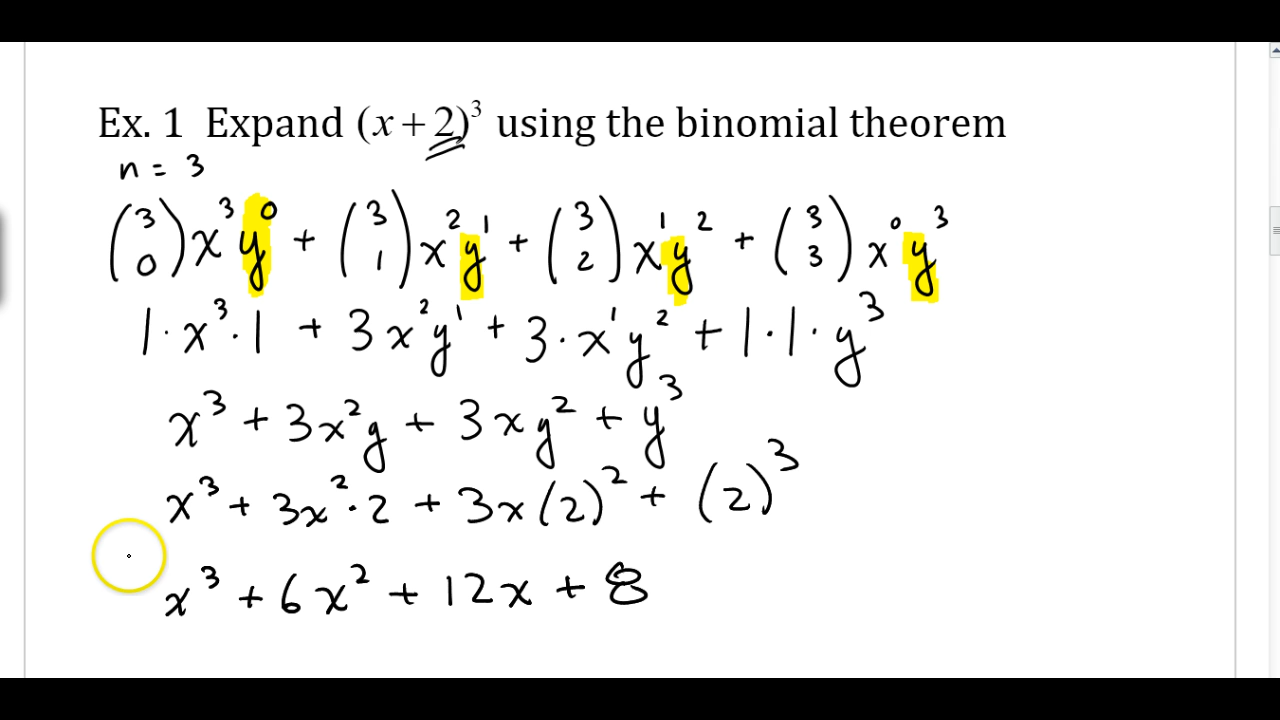 Ex. 1 Expand (x+2)³ using the binomial theorem
n = 3
(3 0)x³y⁰ + (3 1)x²y¹ + (3 2)x¹y² + (3 3)x⁰y³
1·x³·1 + 3x²y¹ + 3·x¹y² + 1·1·y³
x³ + 3x²y + 3xy² + y³
x³ + 3x²·2 + 3x(2)² + (2)³
x³ + 6x² + 12x + 8